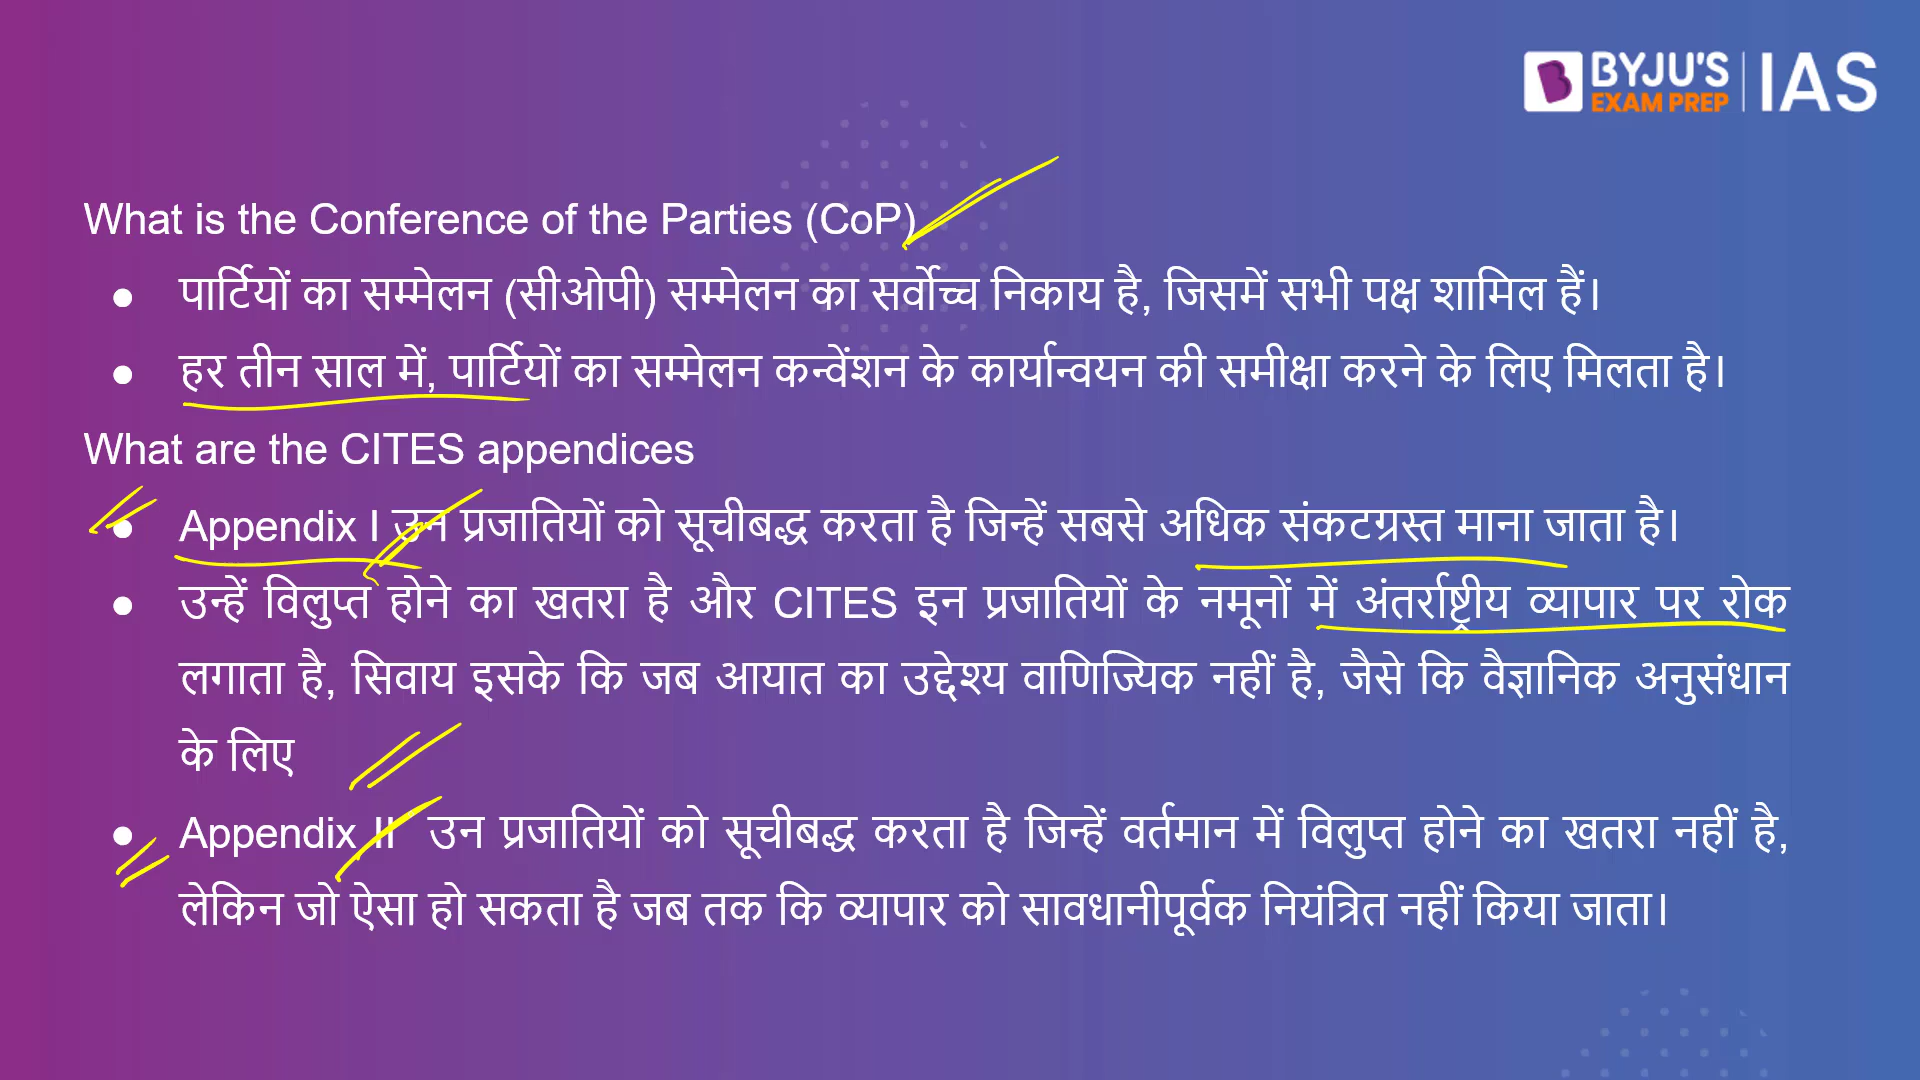 BYJU'S
EXAM PREP
IAS
What is the Conference of the Parties (CoP)
● पार्टियों का सम्मेलन (सीओपी) सम्मेलन का सर्वोच्च निकाय है, जिसमें सभी पक्ष शामिल हैं।
● हर तीन साल में, पार्टियों का सम्मेलन कन्वेंशन के कार्यान्वयन की समीक्षा करने के लिए मिलता है।
What are the CITES appendices
● Appendix I उन प्रजातियों को सूचीबद्ध करता है जिन्हें सबसे अधिक संकटग्रस्त माना जाता है।
● उन्हें विलुप्त होने का खतरा है और CITES इन प्रजातियों के नमूनों में अंतर्राष्ट्रीय व्यापार पर रोक
लगाता है, सिवाय इसके कि जब आयात का उद्देश्य वाणिज्यिक नहीं है, जैसे कि वैज्ञानिक अनुसंधान
के लिए
● Appendix II उन प्रजातियों को सूचीबद्ध करता है जिन्हें वर्तमान में विलुप्त होने का खतरा नहीं है,
लेकिन जो ऐसा हो सकता है जब तक कि व्यापार को सावधानीपूर्वक नियंत्रित नहीं किया जाता।